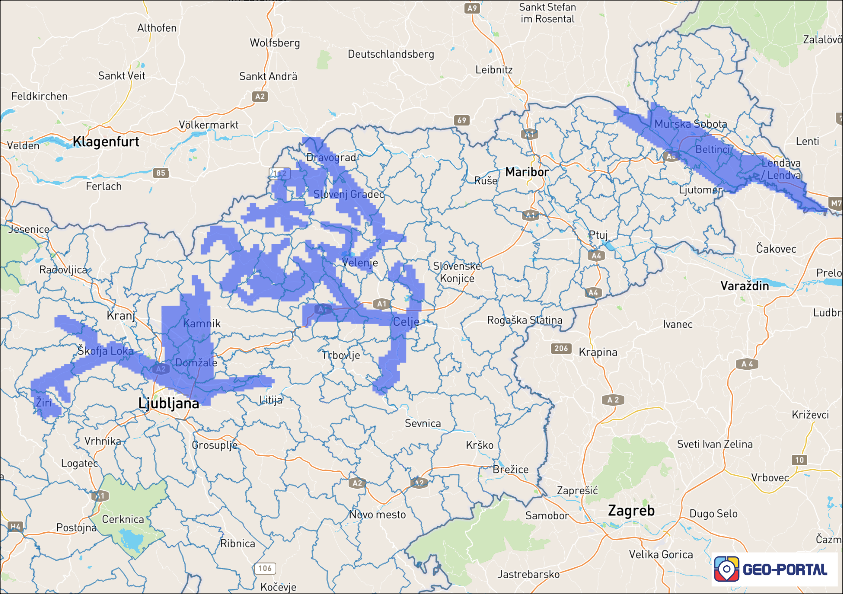 Sankt Stefan
im Rosental
A9
Althofen
Wolfsberg
Deutschlandsberg
Zalalövő
Sankt Veit
Sankt Andrä
Leibnitz
Feldkirchen
A2
Völkermarkt
69
Murska Sobota
Velden
Klagenfurt
A1
Lenti
Dravograd
Beltinci
Lendava
/ Lendva
85
Ferlach
Slovenj Gradec
Ruše
Maribor
Ljutomer
M7
A1
Jesenice
Ptuj
Čakovec
Radovljica
Velenje
Slovenske
Konjice
A4
Prelog
Varaždin
A4
Kranj
Kamnik
A1
A1
Celje
Rogaška Slatina
Ivanec
Škofja Loka
Trbovlje
206
Krapina
Domžale
A2
A4
Žiri
Ljubljana
Litija
A2
Križevci
Vrhnika
Grosuplje
Sevnica
Krško
Sveti Ivan Zelina
Logatec
Brežice
10
A1
A2
A2
Zaprešić
Vrbovec
Cerknica
Novo mesto
Samobor
Zagreb
Dugo Selo
H4
Postojna
Ribnica
Velika Gorica
106
Jastrebarsko
Kočevje
GEO-PORTAL